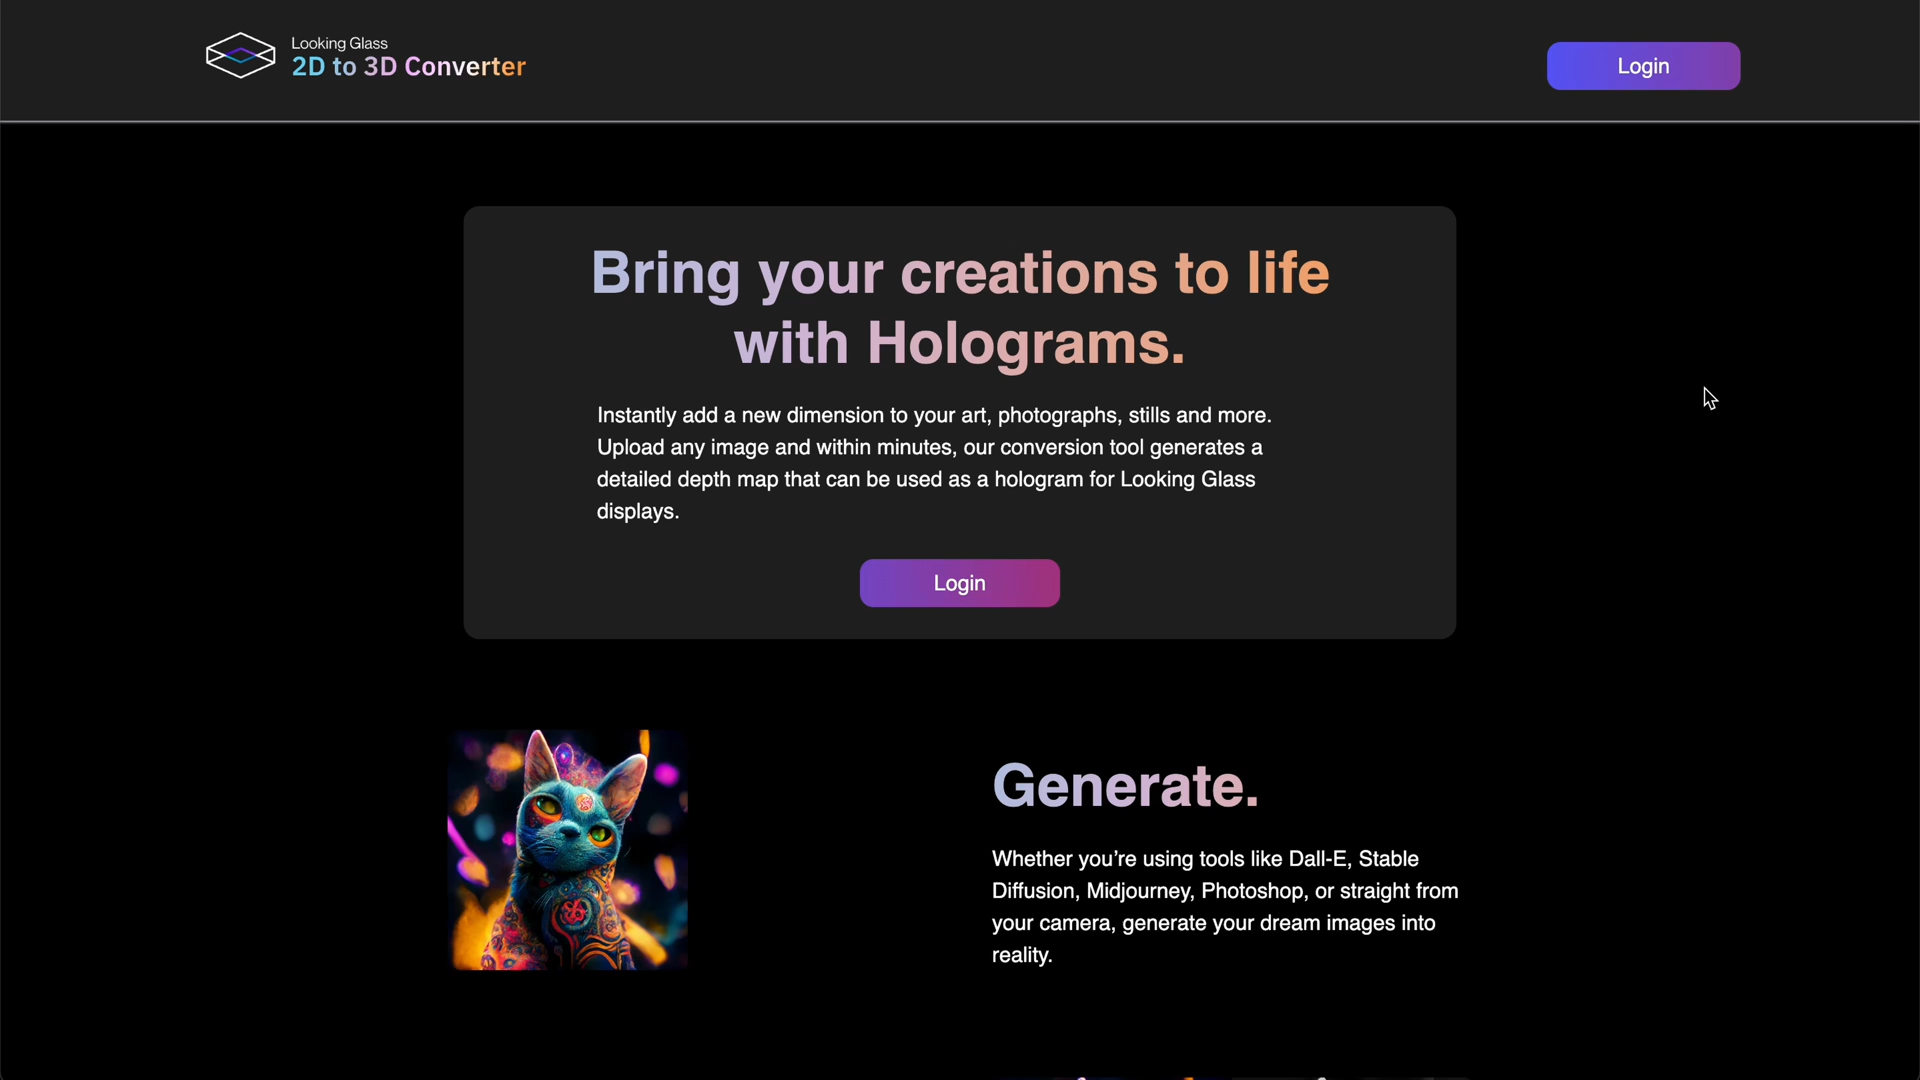 Looking Glass
2D to 3D Converter
Login
Bring your creations to life
with Holograms.
Instantly add a new dimension to your art, photographs, stills and more.
Upload any image and within minutes, our conversion tool generates a
detailed depth map that can be used as a hologram for Looking Glass
displays.
Login
Generate.
Whether you’re using tools like Dall-E, Stable
Diffusion, Midjourney, Photoshop, or straight from
your camera, generate your dream images into
reality.